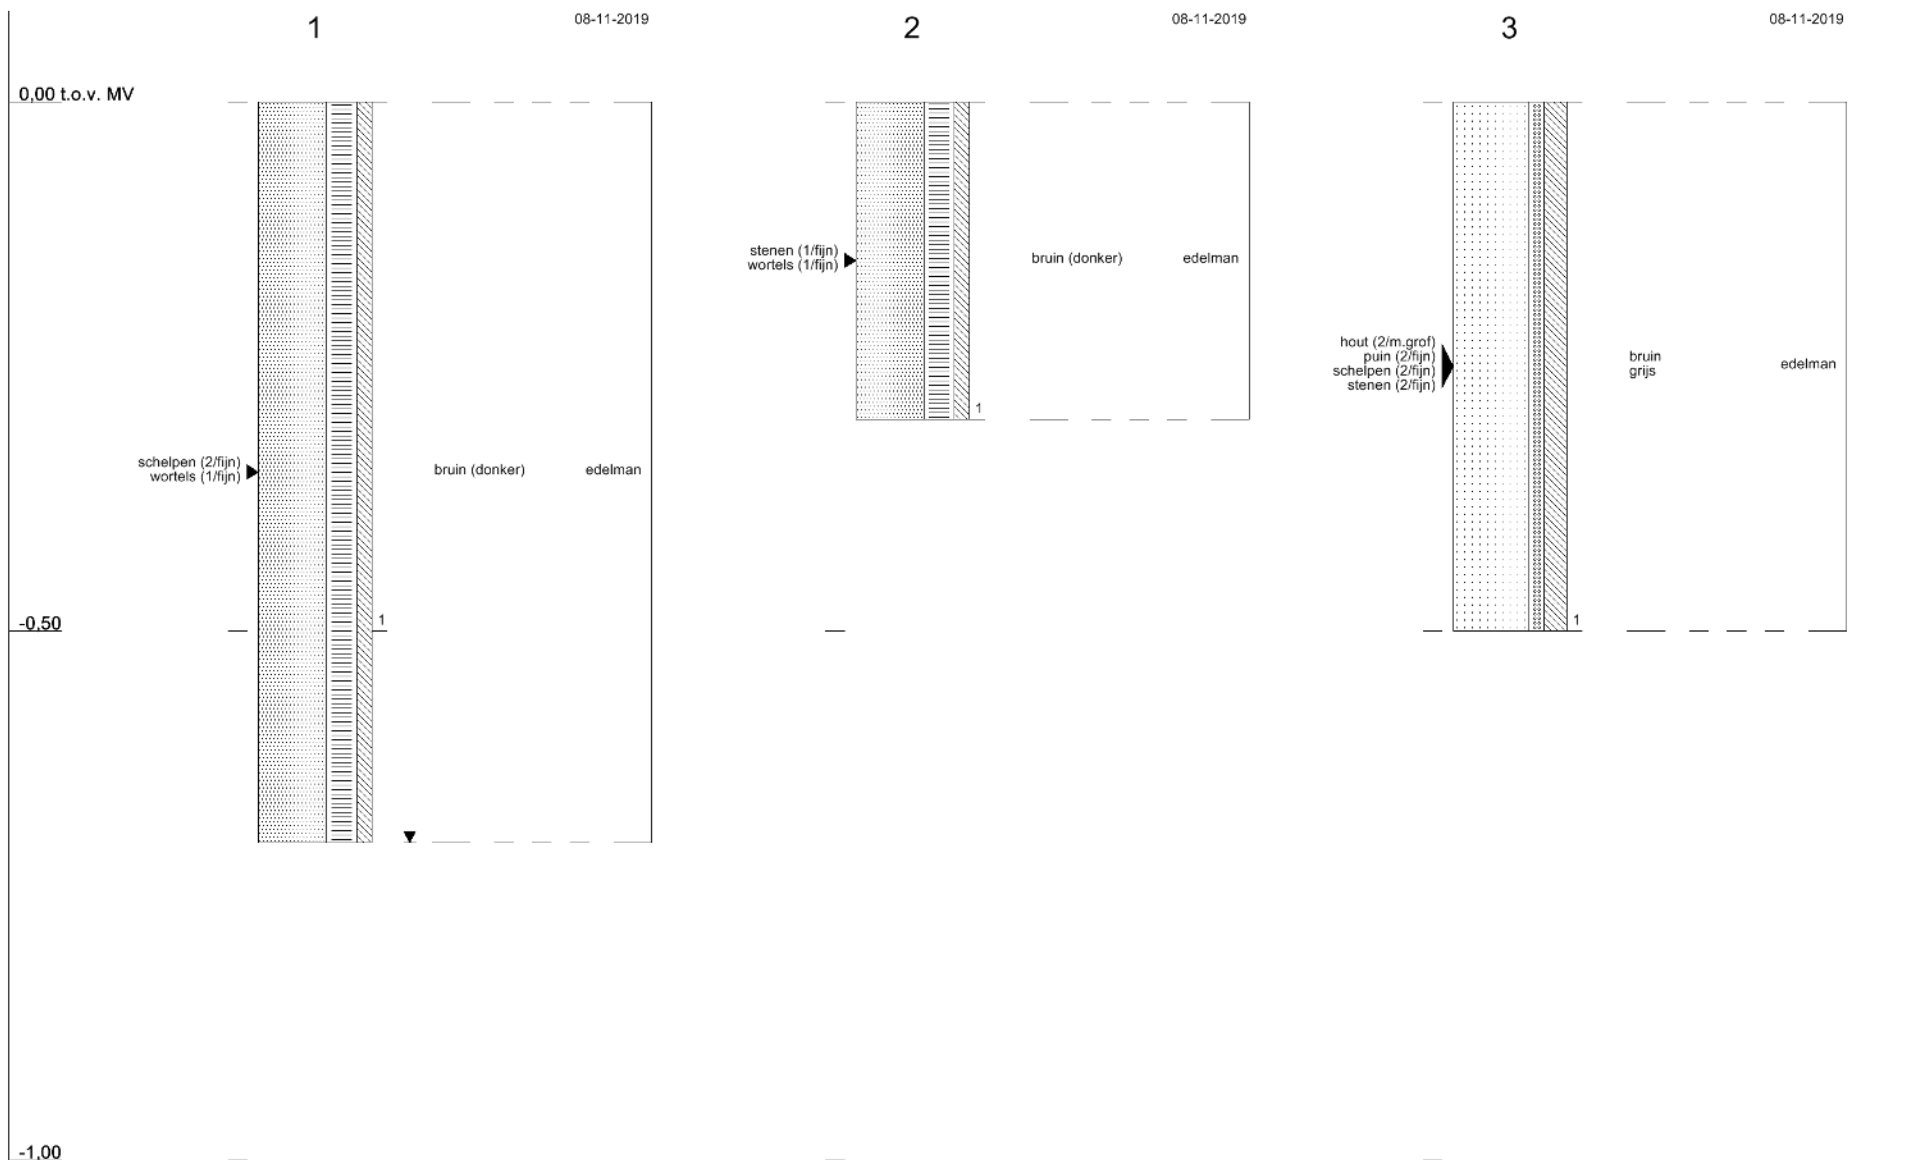 1
08-11-2019
2
08-11-2019
3
08-11-2019
0,00 t.o.v. MV
stenen (1/fijn)
wortels (1/fijn)
bruin (donker)
edelman
hout (2/m.grof)
puin (2/fijn)
schelpen (2/fijn)
stenen (2/fijn)
bruin
grijs
edelman
1
schelpen (2/fijn)
wortels (1/fijn)
bruin (donker)
edelman
-0,50
1
1
-1,00